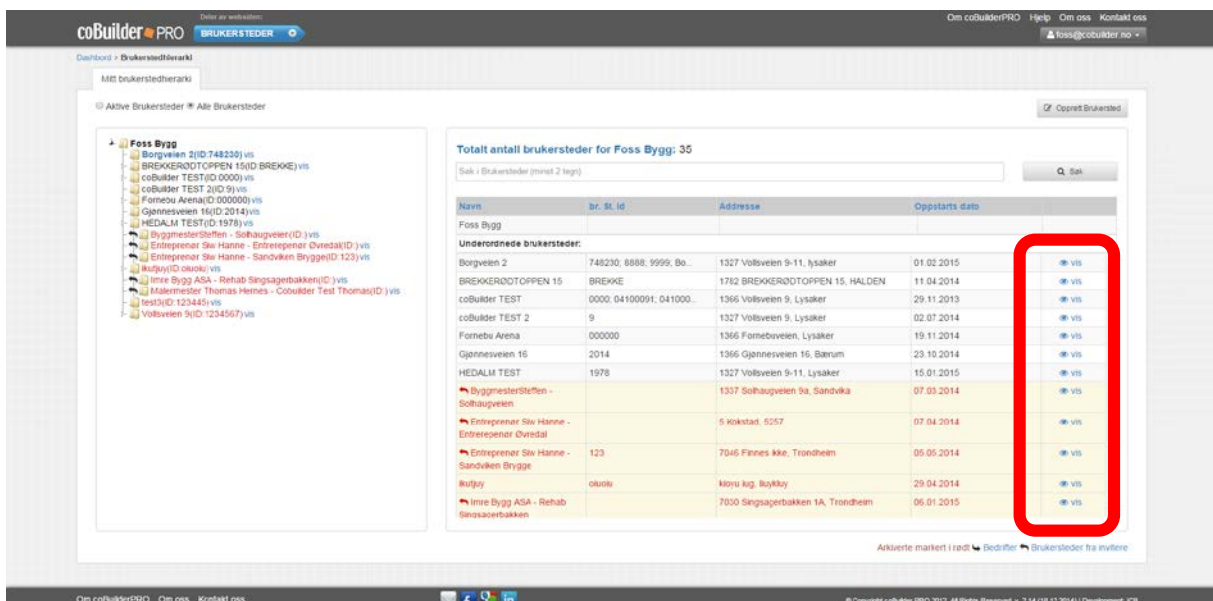 Deler av websiden:
coBuilder PRO BRUKERSTEDER
Om coBuilderPRO Hjelp Om oss Kontakt oss
foss@cobuilder.no
Dashbord > Brukerstedhierarki
Mitt brukerstedhierarki
Aktive Brukersteder Alle Brukersteder
Opprett Brukersted
Foss Bygg
Borgveien 2(ID:748230) vis
BREKKERØDTOPPEN 15(ID:BREKKE) vis
coBuilder TEST(ID:0000) vis
coBuilder TEST 2(ID:9) vis
Fornebu Arena(ID:000000) vis
Gjønnesveien 16(ID:2014) vis
HEDALM TEST(ID:1978) vis
ByggmesterSteffen - Solhaugveien(ID:) vis
Entreprenør Siw Hanne - Entrerepenør Øvredal(ID:) vis
Entreprenør Siw Hanne - Sandviken Brygge(ID:123) vis
Imre Bygg ASA - Rehab Singsagerbakken(ID:) vis
Malermester Thomas Hernes - Cobuilder Test Thomas(ID:) vis
test3(ID:123445) vis
Vollsveien 9(ID:1234567) vis
Totalt antall brukersteder for Foss Bygg: 35
Søk i Brukersteder (minst 2 tegn)...
Søk
Navn br. St. Id Addresse Oppstarts dato
Foss Bygg
Underordnede brukersteder:
Borgveien 2 748230; 8888; 9999; Bo... 1327 Vollsveien 9-11, lysaker 01.02.2015 vis
BREKKERØDTOPPEN 15 BREKKE 1782 BREKKERØDTOPPEN 15, HALDEN 11.04.2014 vis
coBuilder TEST 0000; 04100091; 041000... 1366 Vollsveien 9, Lysaker 29.11.2013 vis
coBuilder TEST 2 9 1327 Vollsveien 9, Lysaker 02.07.2014 vis
Fornebu Arena 000000 1366 Fornebuveien, Lysaker 19.11.2014 vis
Gjønnesveien 16 2014 1366 Gjønnesveien 16, Bærum 23.10.2014 vis
HEDALM TEST 1978 1327 Vollsveien 9-11, Lysaker 15.01.2015 vis
ByggmesterSteffen - 1337 Solhaugveien 9a, Sandvika 07.03.2014 vis
Solhaugveien
Entreprenør Siw Hanne - 5 Kokstad, 5257 07.04.2014 vis
Entrerepenør Øvredal
Entreprenør Siw Hanne - 123 7046 Finnes ikke, Trondheim 05.05.2014 vis
Sandviken Brygge
29.04.2014 vis
Imre Bygg ASA - Rehab 7030 Singsagerbakken 1A, Trondheim 06.01.2015 vis
Singsagerbakken
Arkiverte markert i rødt Bedrifter Brukersteder fra invitere
Om coBuilderPRO Om oss Kontakt oss